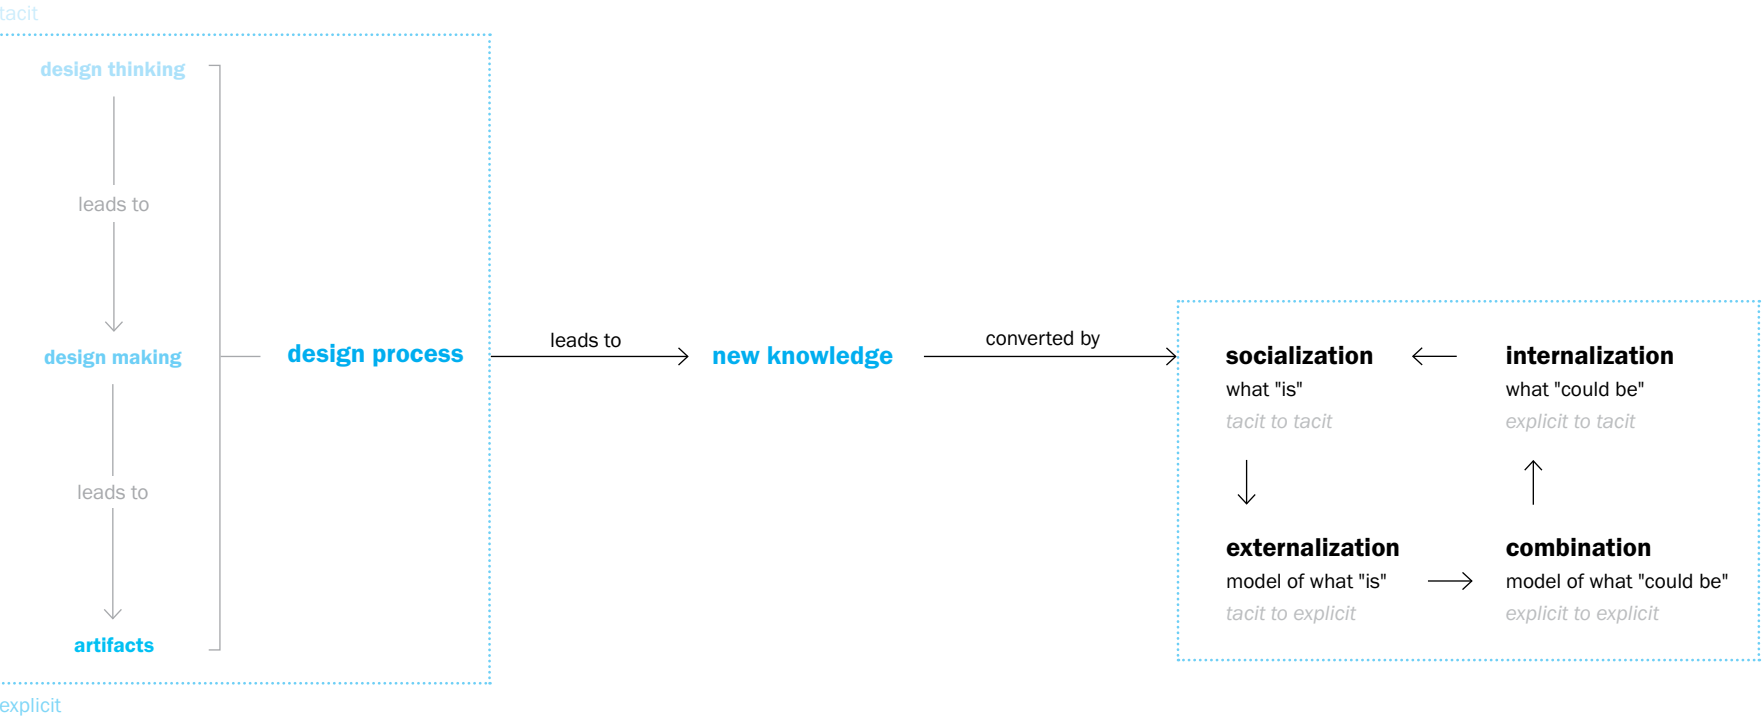 tacit
design thinking
leads to
design making
leads to
artifacts
explicit
design process
leads to
new knowledge
converted by
socialization
what "is"
tacit to tacit
internalization
what "could be"
explicit to tacit
externalization
model of what "is"
tacit to explicit
combination
model of what "could be"
explicit to explicit